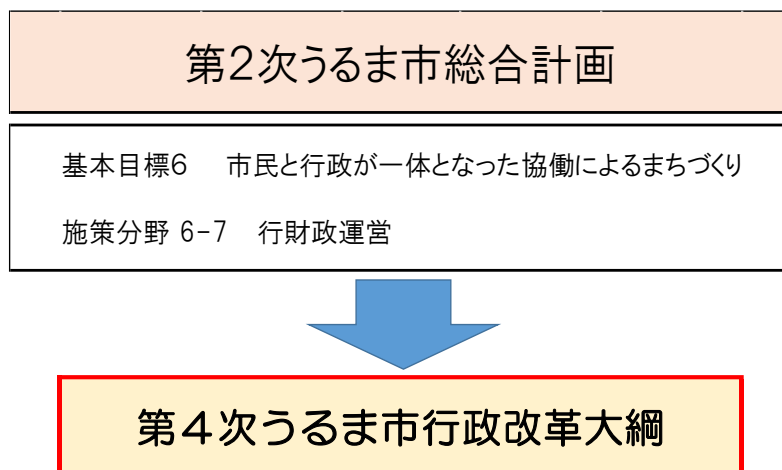 第2次うるま市総合計画
基本目標6　市民と行政が一体となった協働によるまちづくり
施策分野 6-7　行財政運営
第４次うるま市行政改革大綱